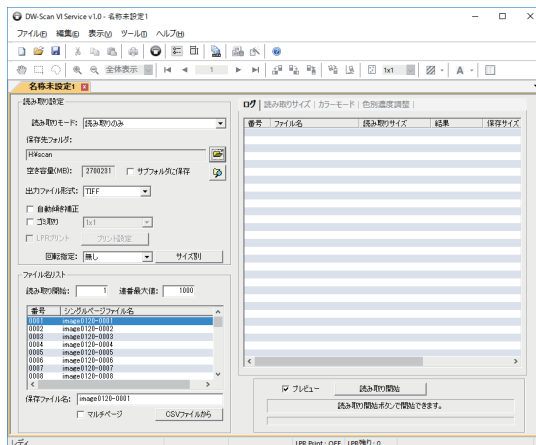 DW-Scan VI Service v1.0 - 名称未設定1
ファイル(F) 編集(E) 表示(V) ツール(T) ヘルプ(H)
全体表示 1 1x1 A
名称未設定1
読み取り設定
読み取りモード: 読み取りのみ
保存先フォルダ:
H¥scan
空き容量(MB): 2700231 サブフォルダに保存
出力ファイル形式: TIFF
自動傾き補正
ゴミ取り 1x1
LPRプリント プリント設定
回転指定: 無し サイズ別
ファイル名リスト
読み取り開始: 1 連番最大値: 1000
番号 シングルページファイル名
0001 image0120-0001
0002 image0120-0002
0003 image0120-0003
0004 image0120-0004
0005 image0120-0005
0006 image0120-0006
0007 image0120-0007
0008 image0120-0008
保存ファイル名: image0120-0001
マルチページ CSVファイルから
ログ 読み取りサイズ カラーモード 色別濃度調整
番号 ファイル名 読み取りサイズ 結果 保存サイズ
プレビュー 読み取り開始
読み取り開始ボタンで開始できます。
レディ LPR Print : OFF LPR残り: 0